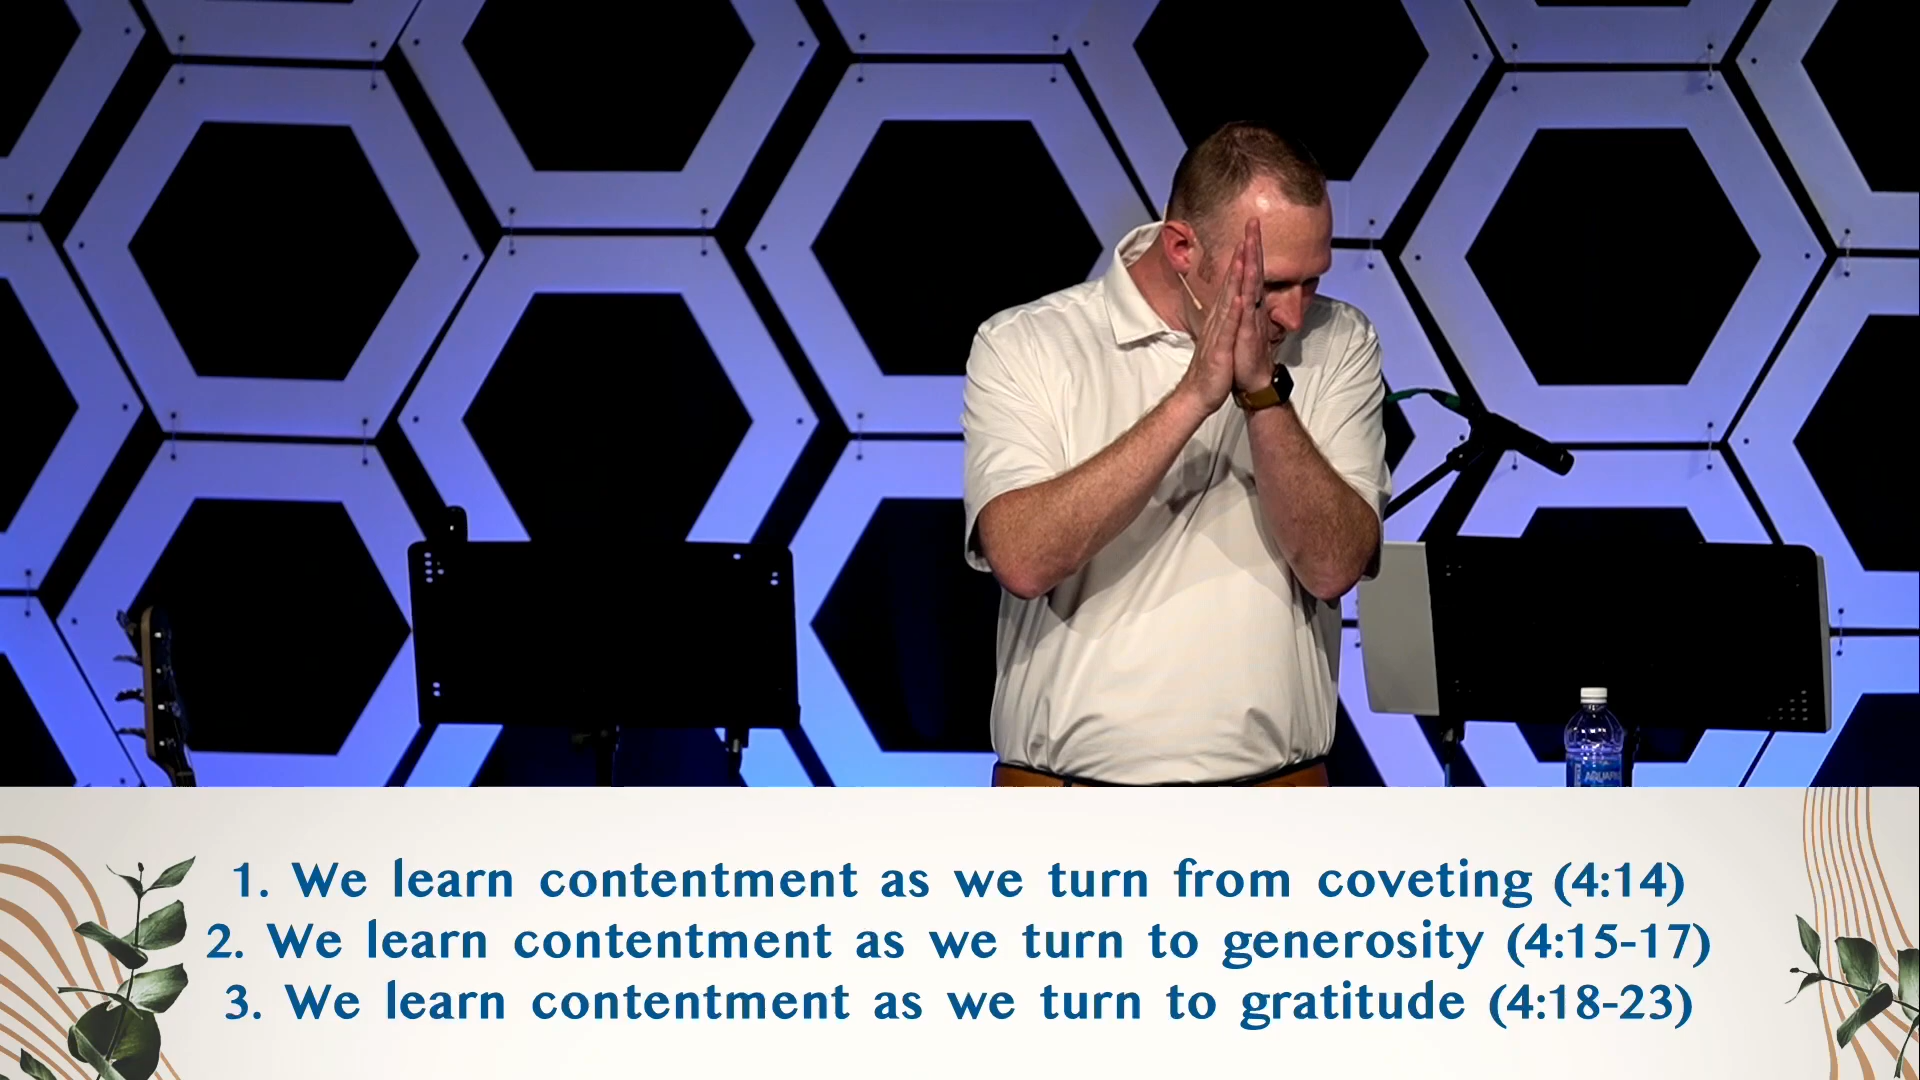 1. We learn contentment as we turn from coveting (4:14)
2. We learn contentment as we turn to generosity (4:15-17)
3. We learn contentment as we turn to gratitude (4:18-23)